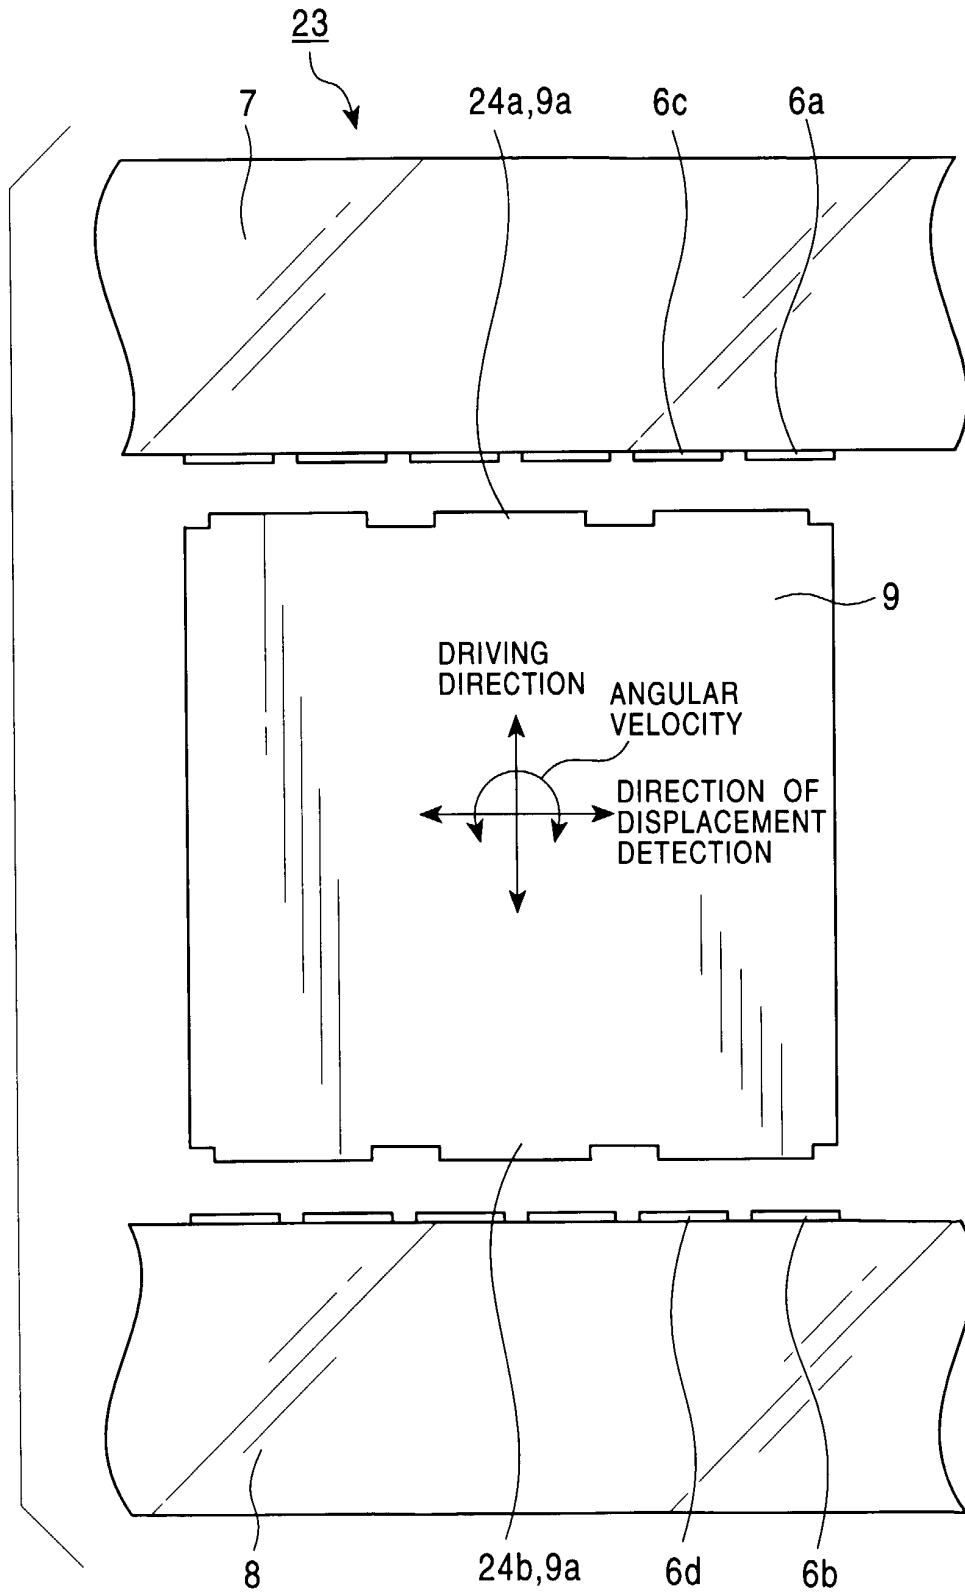 23
7
24a,9a
6c
6a
9
DRIVING
DIRECTION
ANGULAR
VELOCITY
DIRECTION OF
DISPLACEMENT
DETECTION
8
24b,9a
6d
6b